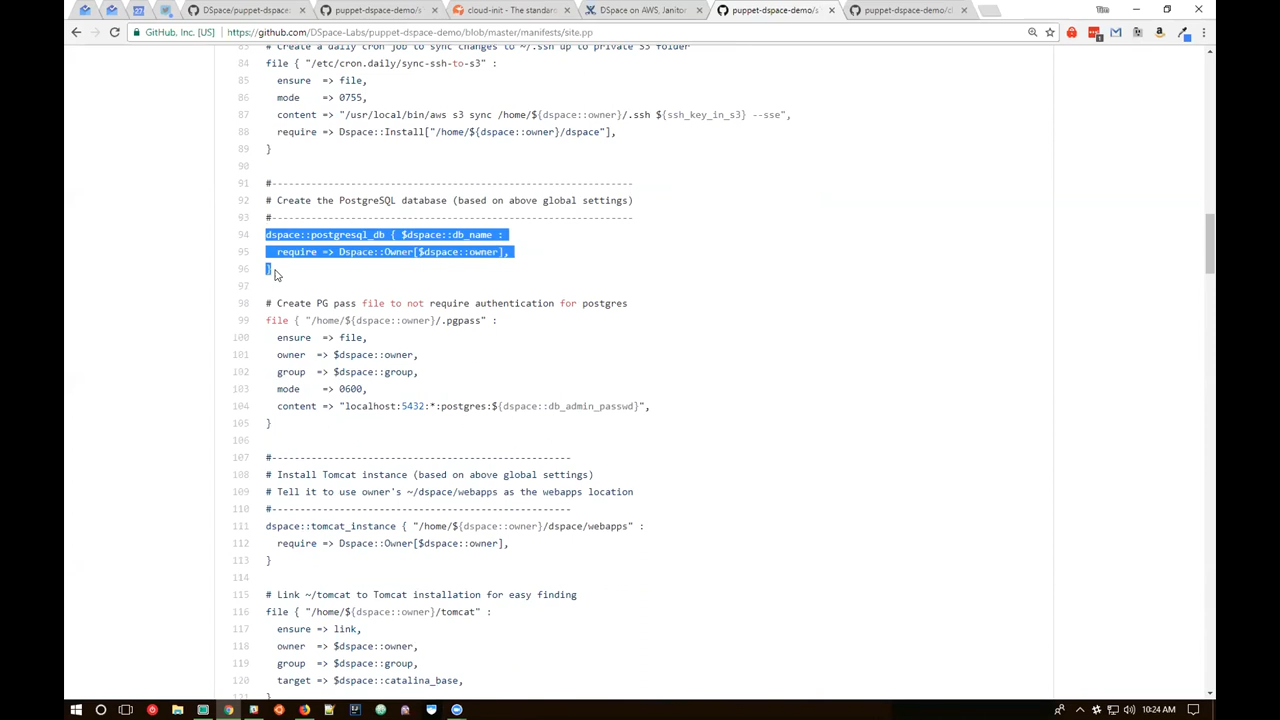 DSpace/puppet-dspace
puppet-dspace-demo/s
cloud-init - The standar
DSpace on AWS, Janitor
puppet-dspace-demo/s
puppet-dspace-demo/cl
Tim
GitHub, Inc. [US]
https://github.com/DSpace-Labs/puppet-dspace-demo/blob/master/manifests/site.pp
83 # Create a daily cron job to sync changes to ~/.ssh up to private S3 folder
84 file { "/etc/cron.daily/sync-ssh-to-s3" :
85 ensure => file,
86 mode => 0755,
87 content => "/usr/local/bin/aws s3 sync /home/${dspace::owner}/.ssh ${ssh_key_in_s3} --sse",
88 require => Dspace::Install["/home/${dspace::owner}/dspace"],
89 }
90
91 #----------------------------------------------------------------
92 # Create the PostgreSQL database (based on above global settings)
93 #----------------------------------------------------------------
94 dspace::postgresql_db { $dspace::db_name :
95 require => Dspace::Owner[$dspace::owner],
96 }
97
98 # Create PG pass file to not require authentication for postgres
99 file { "/home/${dspace::owner}/.pgpass" :
100 ensure => file,
101 owner => $dspace::owner,
102 group => $dspace::group,
103 mode => 0600,
104 content => "localhost:5432:*:postgres:${dspace::db_admin_passwd}",
105 }
106
107 #-----------------------------------------------------
108 # Install Tomcat instance (based on above global settings)
109 # Tell it to use owner's ~/dspace/webapps as the webapps location
110 #-----------------------------------------------------
111 dspace::tomcat_instance { "/home/${dspace::owner}/dspace/webapps" :
112 require => Dspace::Owner[$dspace::owner],
113 }
114
115 # Link ~/tomcat to Tomcat installation for easy finding
116 file { "/home/${dspace::owner}/tomcat" :
117 ensure => link,
118 owner => $dspace::owner,
119 group => $dspace::group,
120 target => $dspace::catalina_base,
121 }
10:24 AM